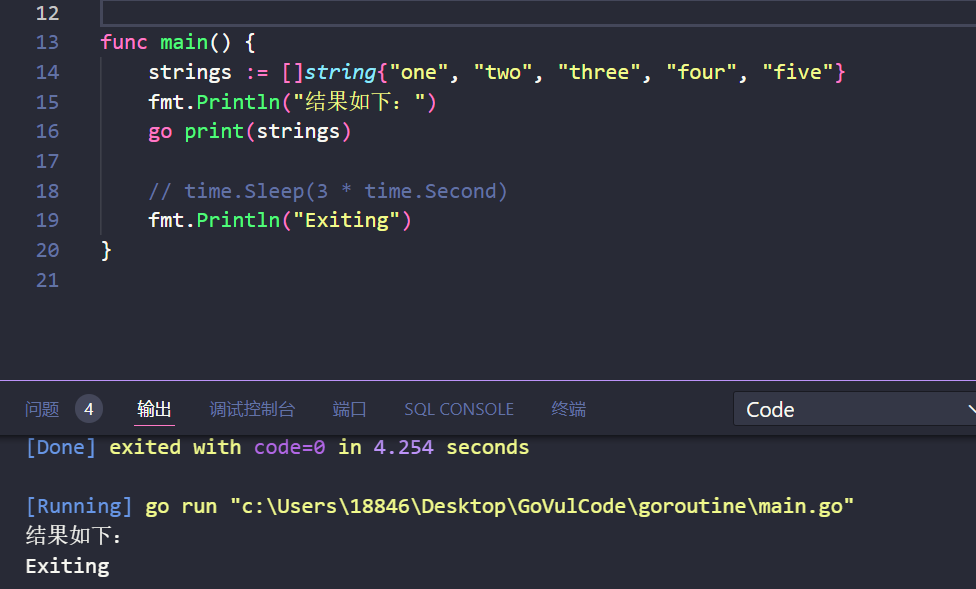 12
13 func main() {
14 strings := []string{"one", "two", "three", "four", "five"}
15 fmt.Println("结果如下：")
16 go print(strings)
17
18 // time.Sleep(3 * time.Second)
19 fmt.Println("Exiting")
20 }
21
问题 4 输出 调试控制台 端口 SQL CONSOLE 终端 Code
[Done] exited with code=0 in 4.254 seconds
[Running] go run "c:\Users\18846\Desktop\GoVulCode\goroutine\main.go"
结果如下：
Exiting